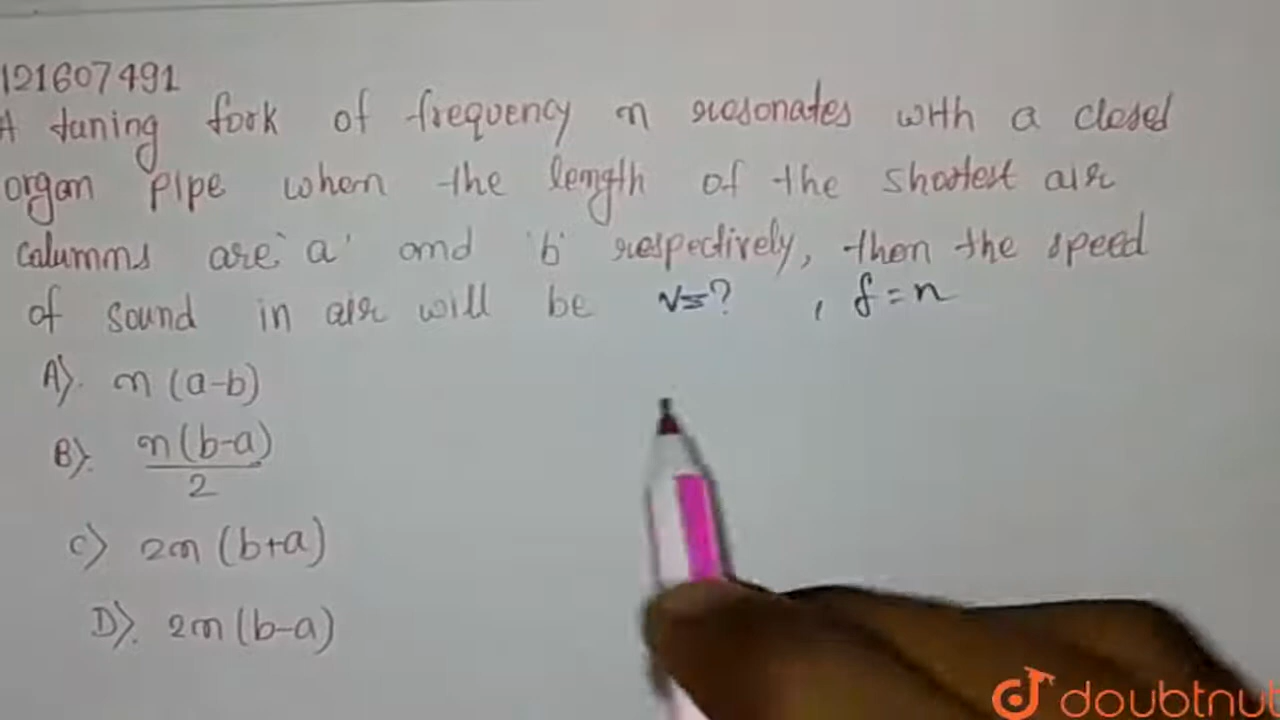 121607491
A tuning fork of frequency n resonates with a closed
organ pipe when the length of the shortest air
columns are 'a' and 'b' respectively, then the speed
of sound in air will be v=? , f=n
A). n(a-b)
B). n(b-a)/2
C) 2n(b+a)
D). 2n(b-a)
doubtnut